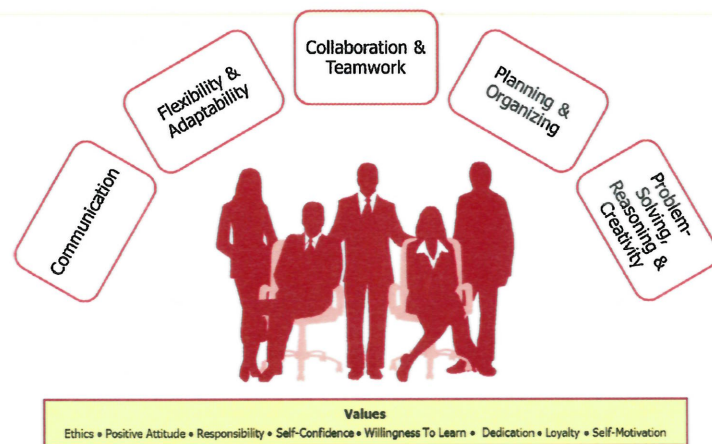 Communication
Flexibility &
Adaptability
Collaboration &
Teamwork
Planning &
Organizing
Problem-
Solving,
Reasoning &
Creativity
Values
Ethics • Positive Attitude • Responsibility • Self-Confidence • Willingness To Learn • Dedication • Loyalty • Self-Motivation